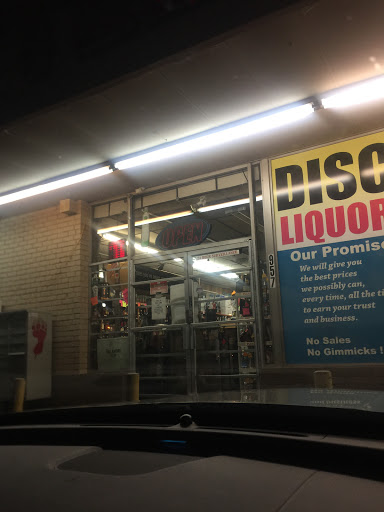 OPEN
957
DISC
LIQUOR
Our Promise
We will give you
the best prices
we possibly can,
every time, all the ti
to earn your trust
and business.
No Sales
No Gimmicks !